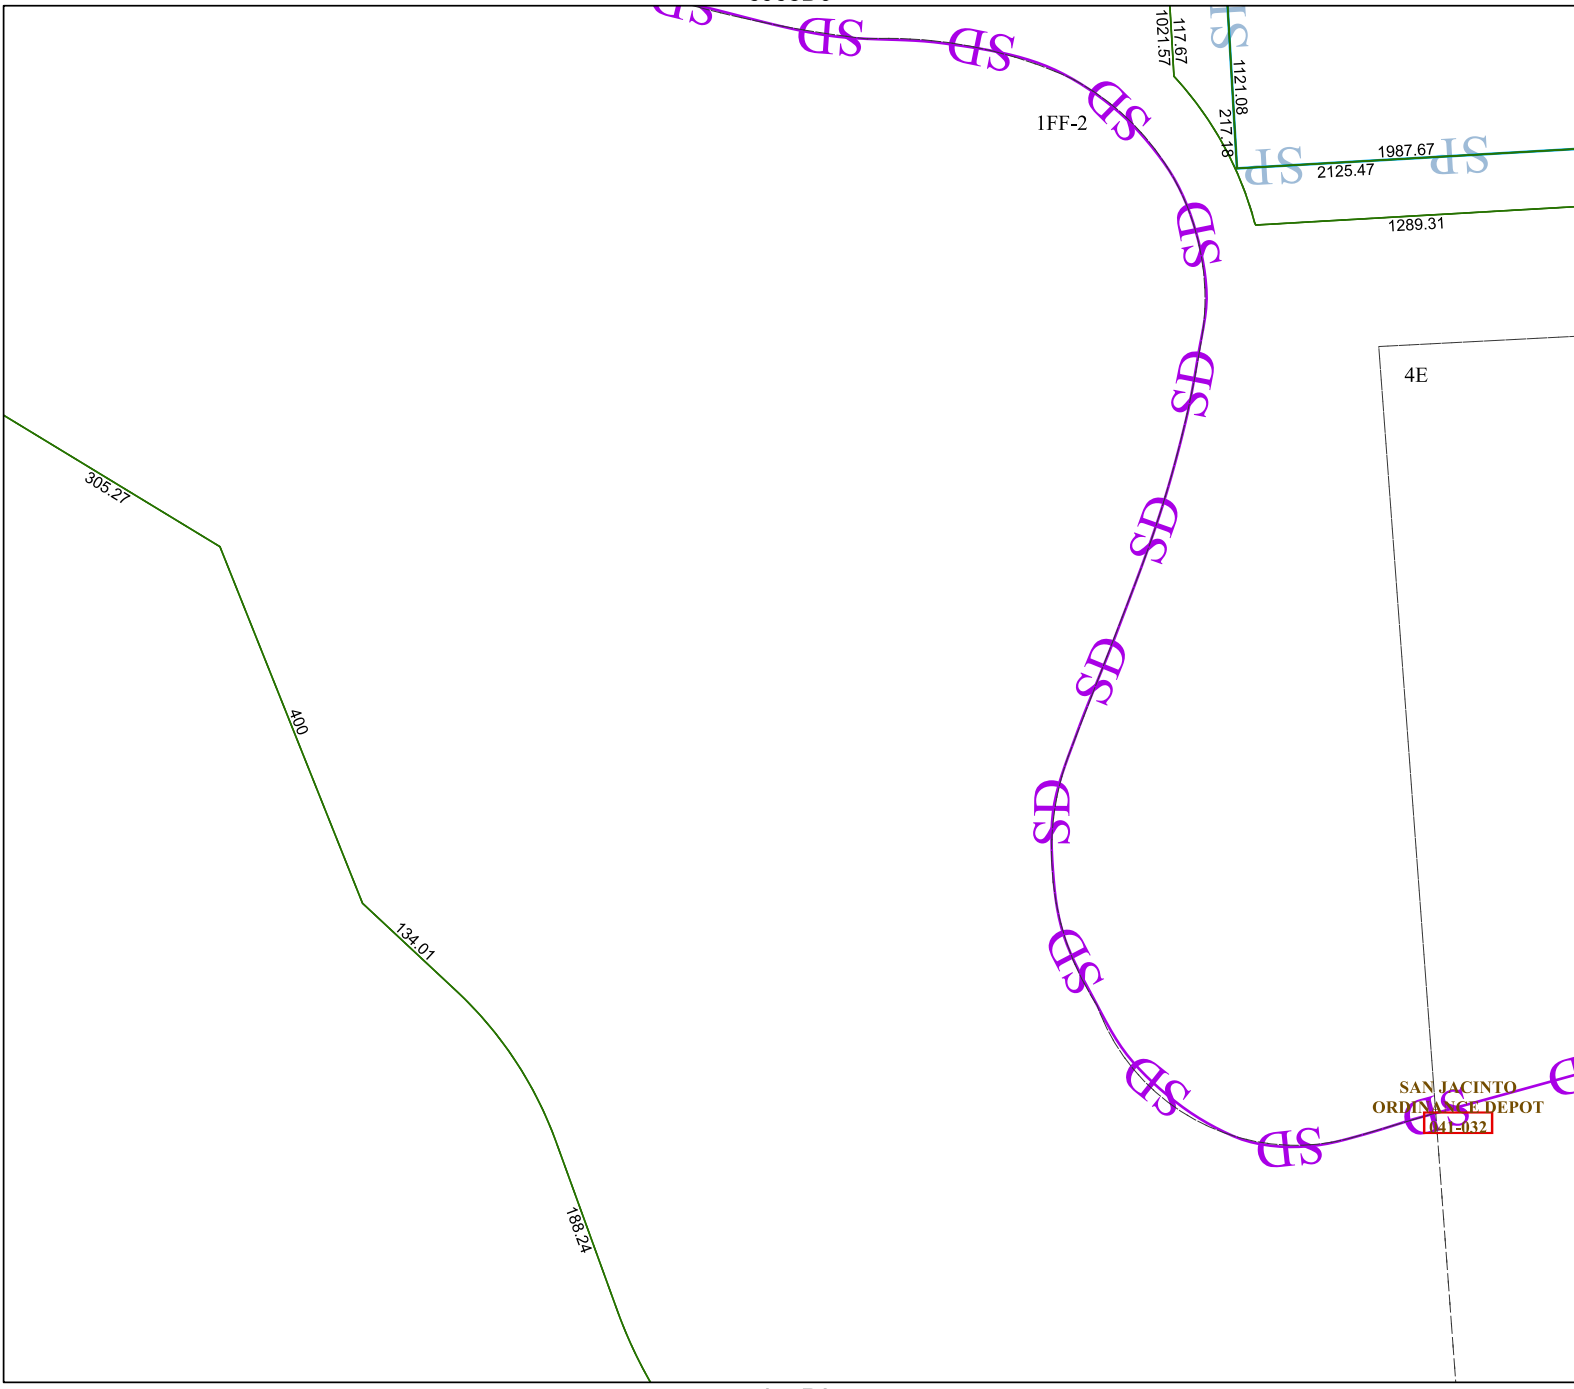 SD
SD
SD
SD
SD
SD
SD
SD
SD
SD
SD
SD
SD
117.67
1021.57
1121.08
217.18
1FF-2
SP
1987.67
SP
2125.47
1289.31
4E
305.27
400
134.01
188.24
SAN JACINTO
ORDINANCE DEPOT
041-032